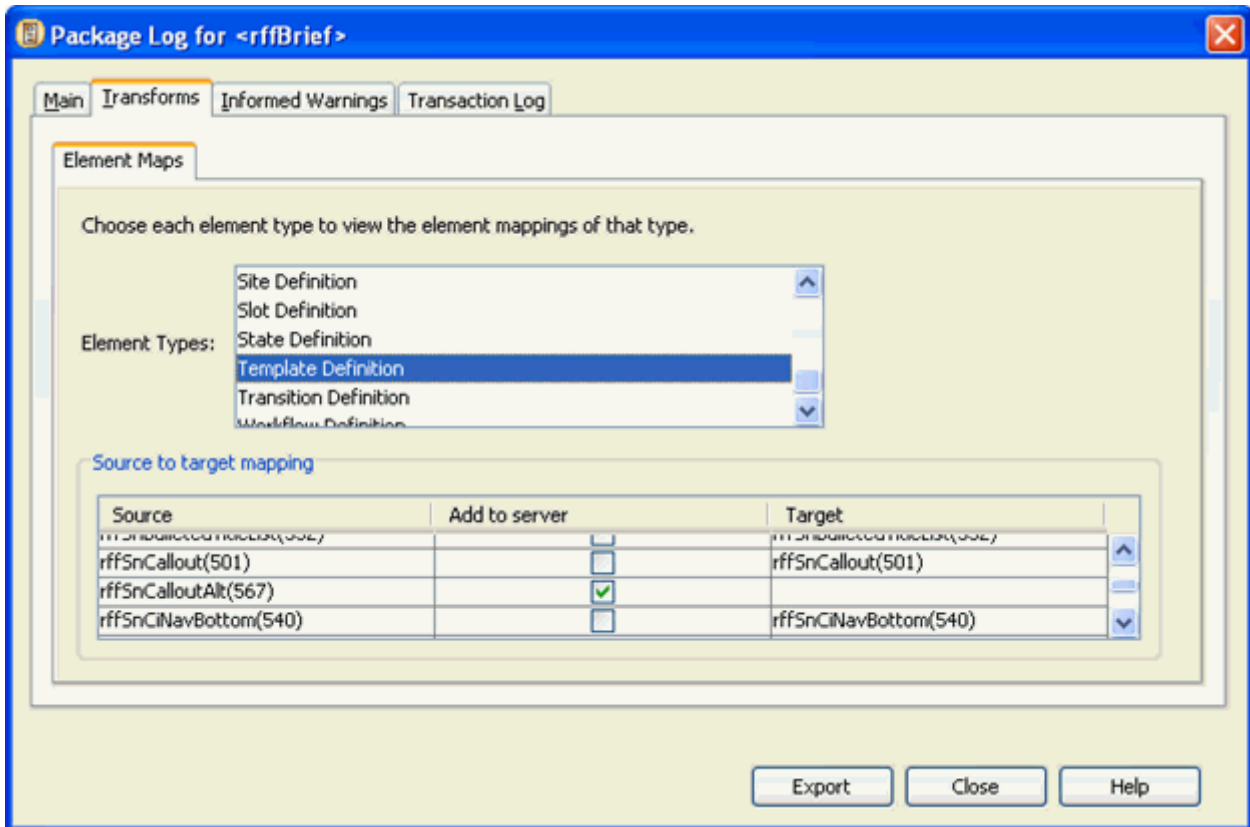 Package Log for <rffBrief>
Main Transforms Informed Warnings Transaction Log
Element Maps
Choose each element type to view the element mappings of that type.
Site Definition
Slot Definition
Element Types: State Definition
Template Definition
Transition Definition
Workflow Definition
Source to target mapping
Source Add to server Target
rffSnCallout(501) rffSnCallout(501)
rffSnCalloutAlt(567)
rffSnCiNavBottom(540) rffSnCiNavBottom(540)
Export Close Help